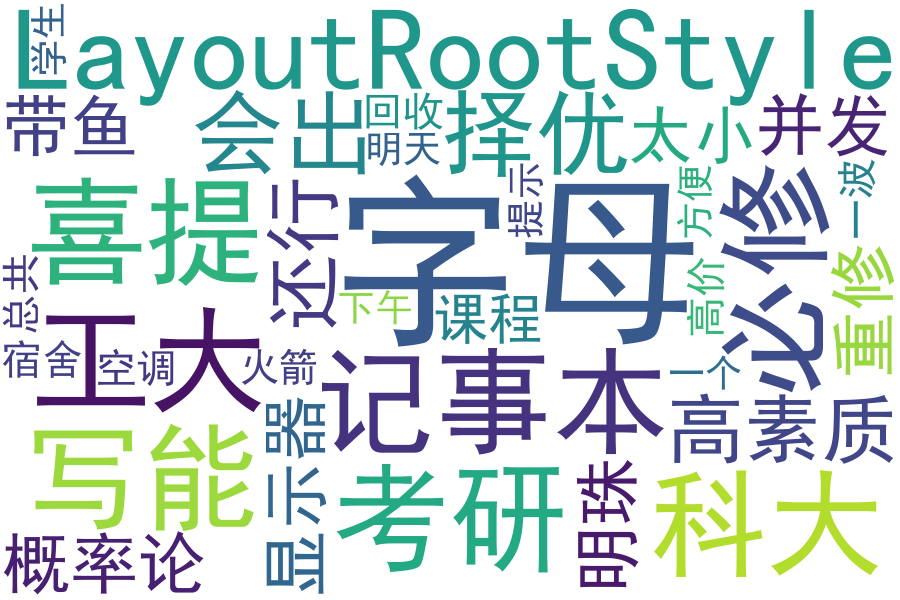 学生
LayoutRootStyle
带鱼
会出
回收
明天
择优
太小
并发
喜提
还行
字母
提示
方便
必修
一波
总共
下午
课程
高价
重修
宿舍
工大
空调
火箭
记事本
一个
高素质
写能
显示器
考研
明珠
科大
概率论